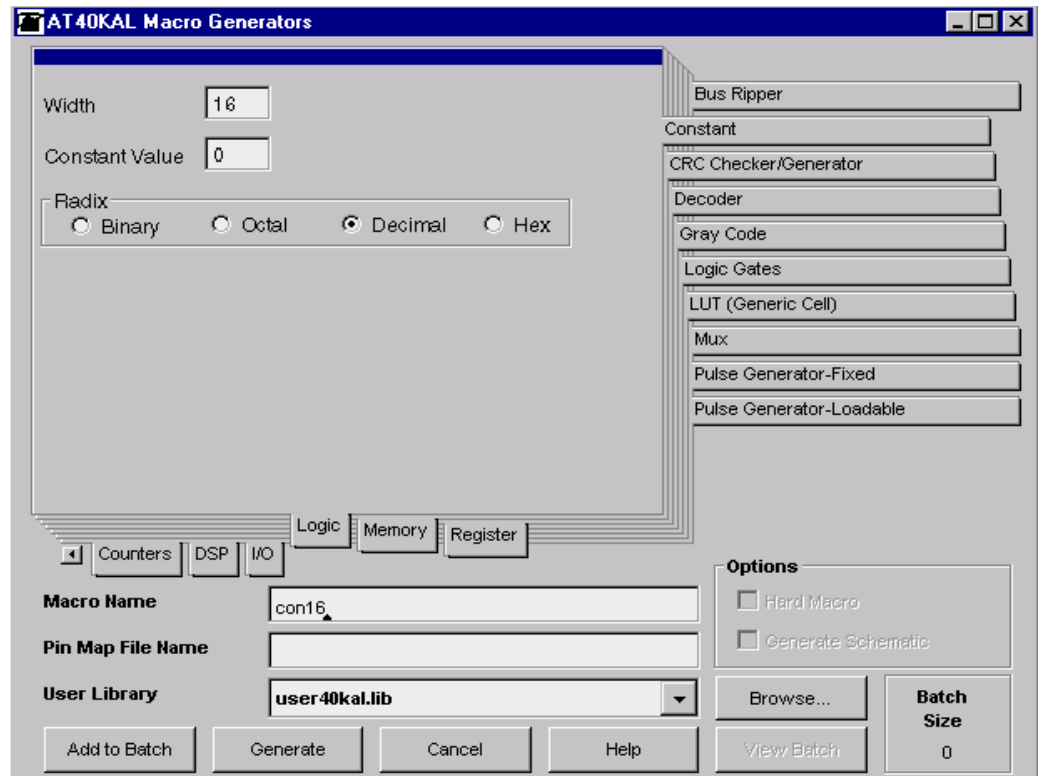 AT40KAL Macro Generators
Width 16
Constant Value 0
Radix
Binary Octal Decimal Hex
Bus Ripper
Constant
CRC Checker/Generator
Decoder
Gray Code
Logic Gates
LUT (Generic Cell)
Mux
Pulse Generator-Fixed
Pulse Generator-Loadable
Counters DSP I/O Logic Memory Register
Macro Name con16
Pin Map File Name
User Library user40kal.lib
Options
Hard Macro
Generate Schematic
Browse...
Batch
Size
0
Add to Batch Generate Cancel Help View Batch